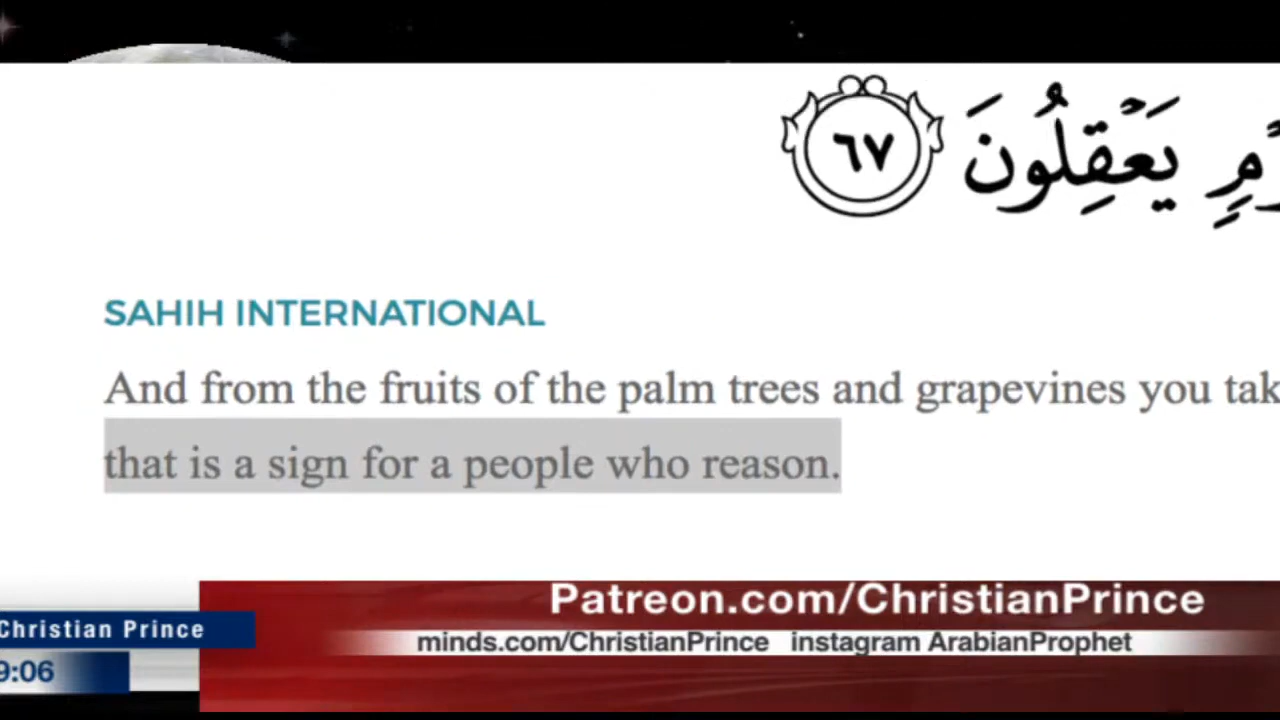 يَعْقِلُونَ ٦٧
SAHIH INTERNATIONAL
And from the fruits of the palm trees and grapevines you tak
that is a sign for a people who reason.
Patreon.com/ChristianPrince
Christian Prince
minds.com/ChristianPrince instagram ArabianProphet
9:06